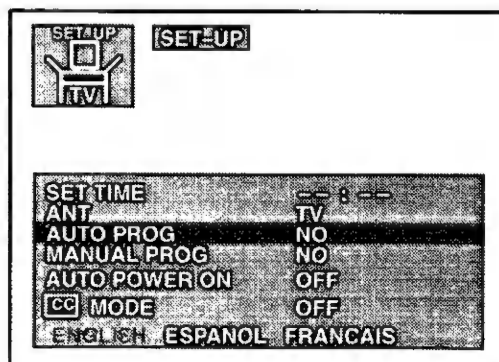 SET-UP
TV
SET-UP
SET TIME --:--
ANT TV
AUTO PROG NO
MANUAL PROG NO
AUTO POWER ON OFF
CC MODE OFF
ENGLISH ESPANOL FRANCAIS